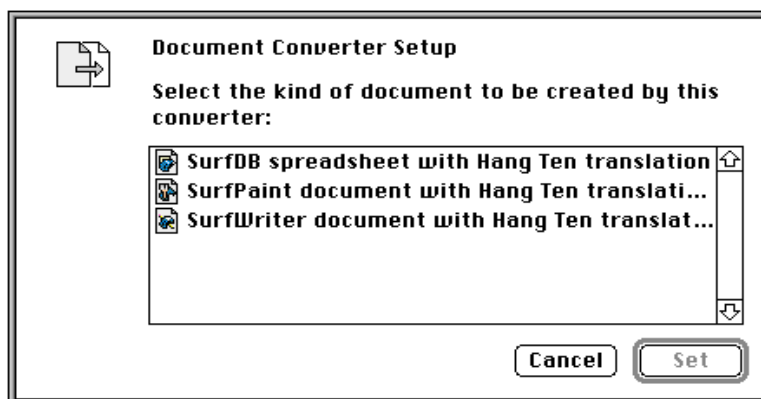 Document Converter Setup
Select the kind of document to be created by this
converter:
SurfDB spreadsheet with Hang Ten translation
SurfPaint document with Hang Ten translati...
SurfWriter document with Hang Ten translat...
Cancel
Set